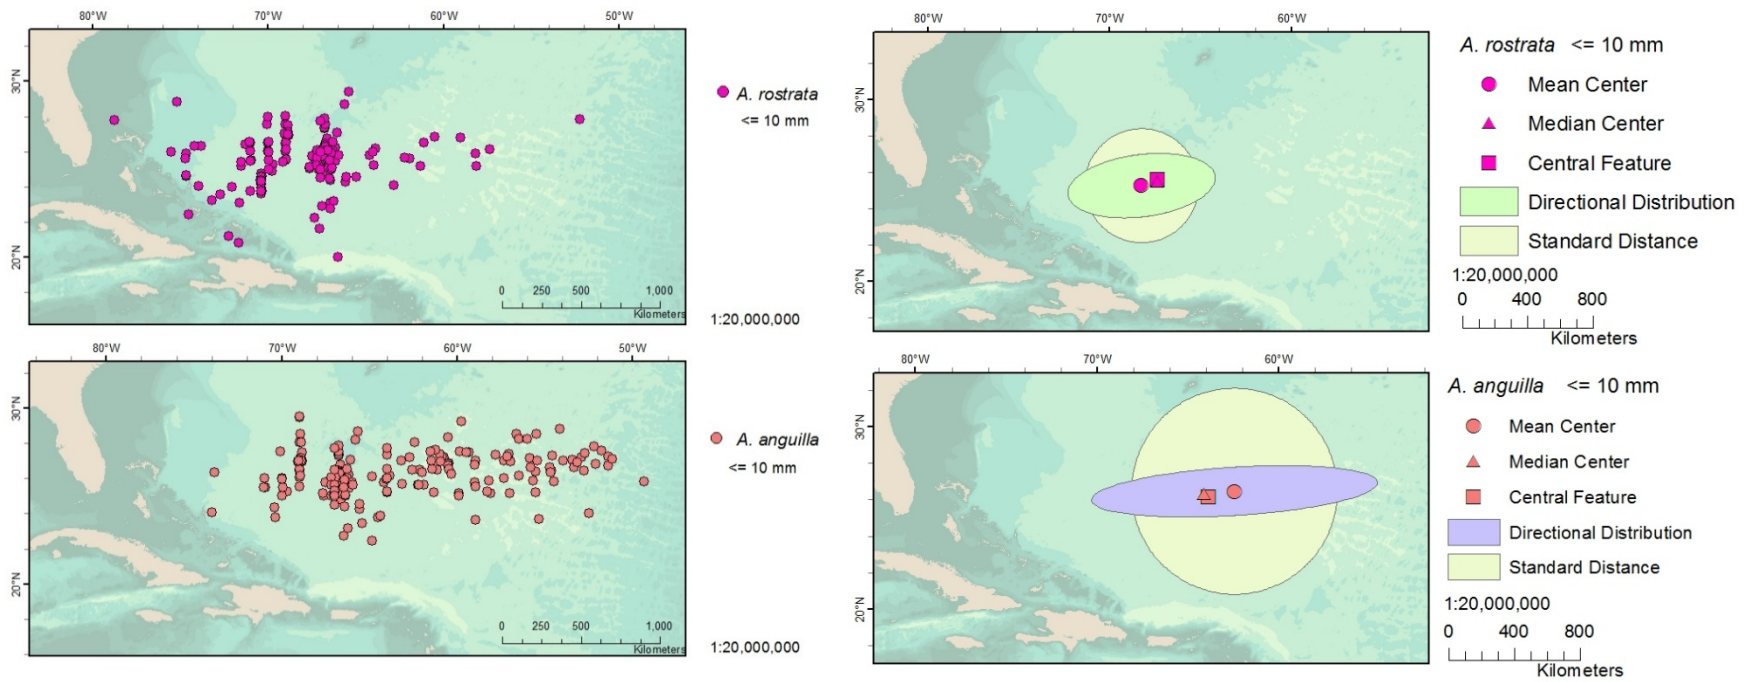 80°W 70°W 60°W 50°W
30°N
20°N
0 250 500 1,000
Kilometers
A. rostrata
<= 10 mm
1:20,000,000
80°W 70°W 60°W
30°N
20°N
A. rostrata <= 10 mm
Mean Center
Median Center
Central Feature
Directional Distribution
Standard Distance
1:20,000,000
0 400 800
Kilometers
80°W 70°W 60°W 50°W
30°N
20°N
0 250 500 1,000
Kilometers
A. anguilla
<= 10 mm
1:20,000,000
80°W 70°W 60°W
30°N
20°N
A. anguilla <= 10 mm
Mean Center
Median Center
Central Feature
Directional Distribution
Standard Distance
1:20,000,000
0 400 800
Kilometers